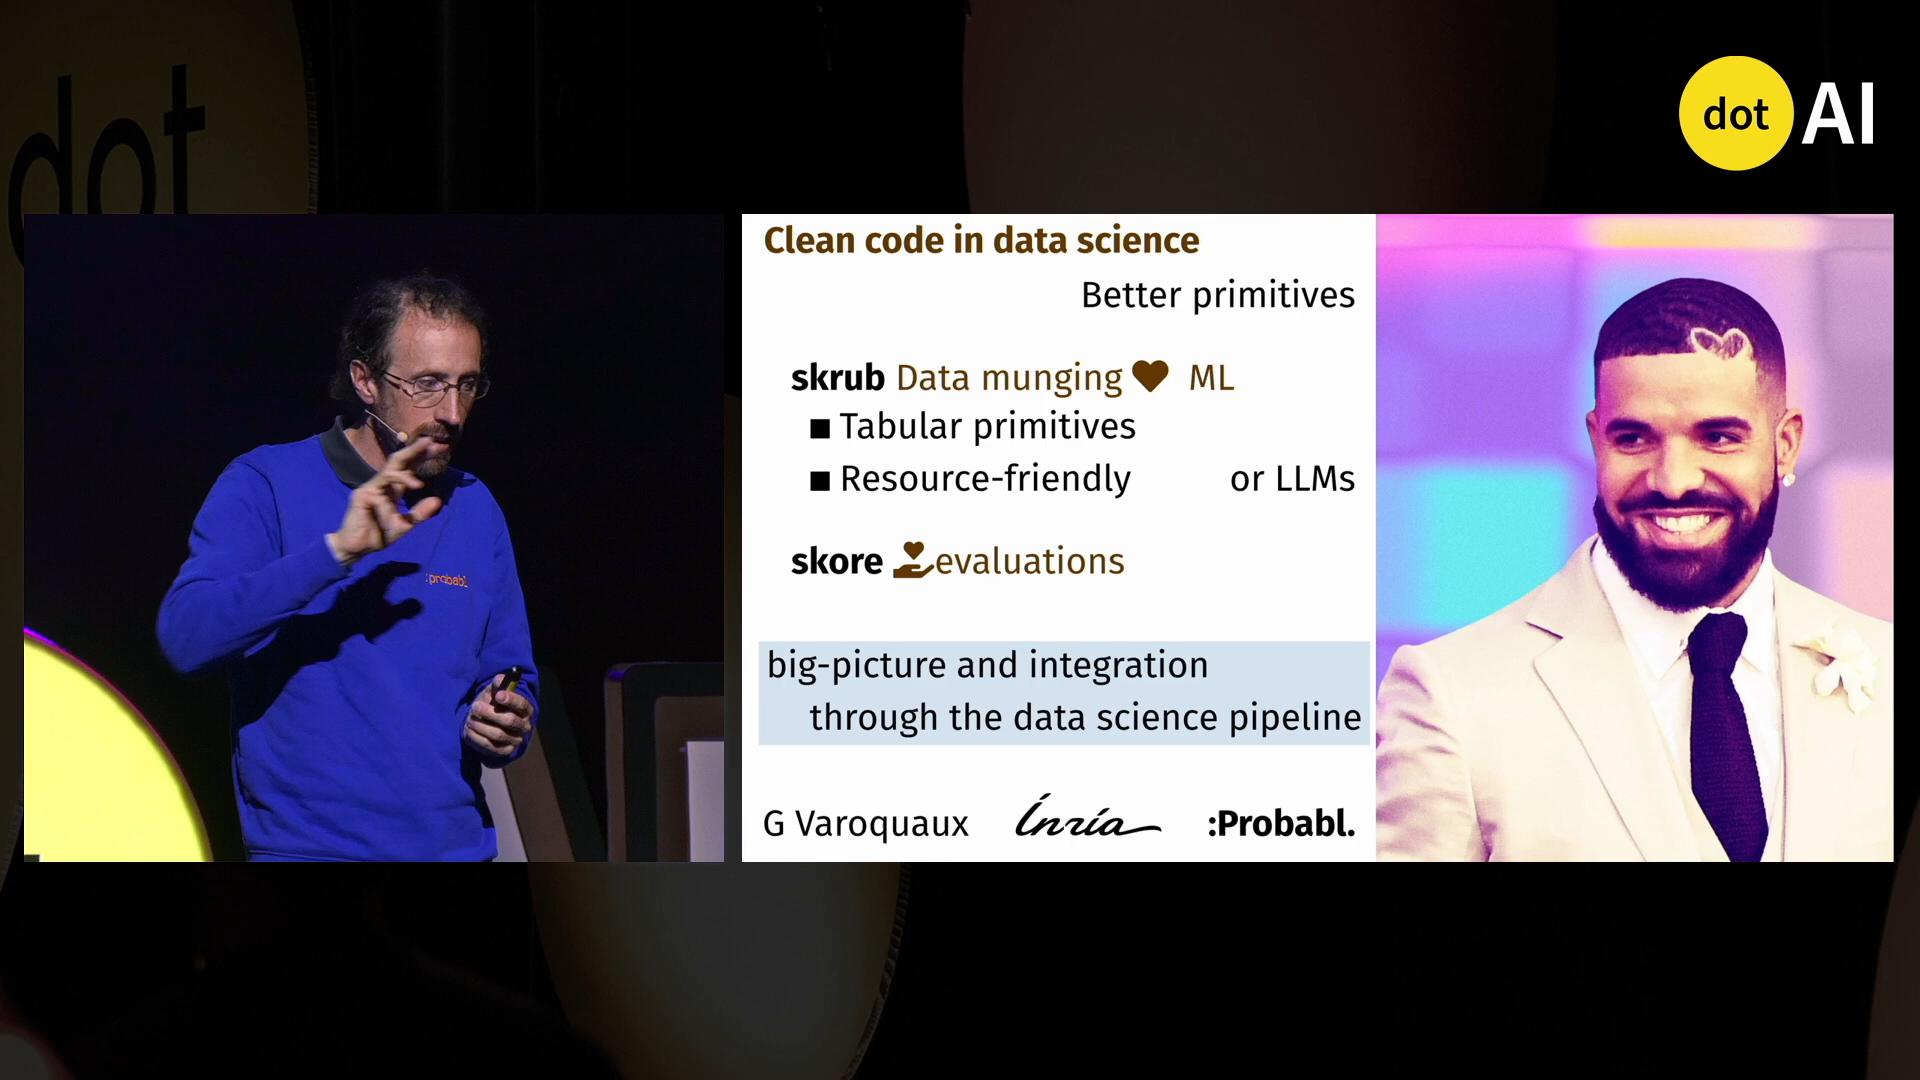 dot
dot AI
Clean code in data science
Better primitives
skrub Data munging ML
Tabular primitives
Resource-friendly or LLMs
skore evaluations
big-picture and integration
through the data science pipeline
G Varoquaux Inria :Probabl.
:probabl.